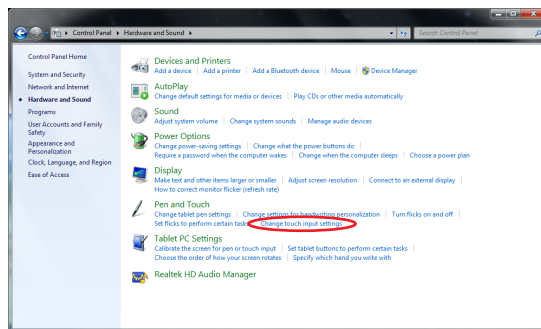 Control Panel Hardware and Sound Search Control Panel
Control Panel Home
System and Security
Network and Internet
Hardware and Sound
Programs
User Accounts and Family
Safety
Appearance and
Personalization
Clock, Language, and Region
Ease of Access
Devices and Printers
Add a device Add a printer Add a Bluetooth device Mouse Device Manager
AutoPlay
Change default settings for media or devices Play CDs or other media automatically
Sound
Adjust system volume Change system sounds Manage audio devices
Power Options
Change power-saving settings Change what the power buttons do
Require a password when the computer wakes Change when the computer sleeps Choose a power plan
Display
Make text and other items larger or smaller Adjust screen resolution Connect to an external display
How to correct monitor flicker (refresh rate)
Pen and Touch
Change tablet pen settings Change settings for handwriting personalization Turn flicks on and off
Set flicks to perform certain tasks Change touch input settings
Tablet PC Settings
Calibrate the screen for pen or touch input Set tablet buttons to perform certain tasks
Choose the order of how your screen rotates Specify which hand you write with
Realtek HD Audio Manager